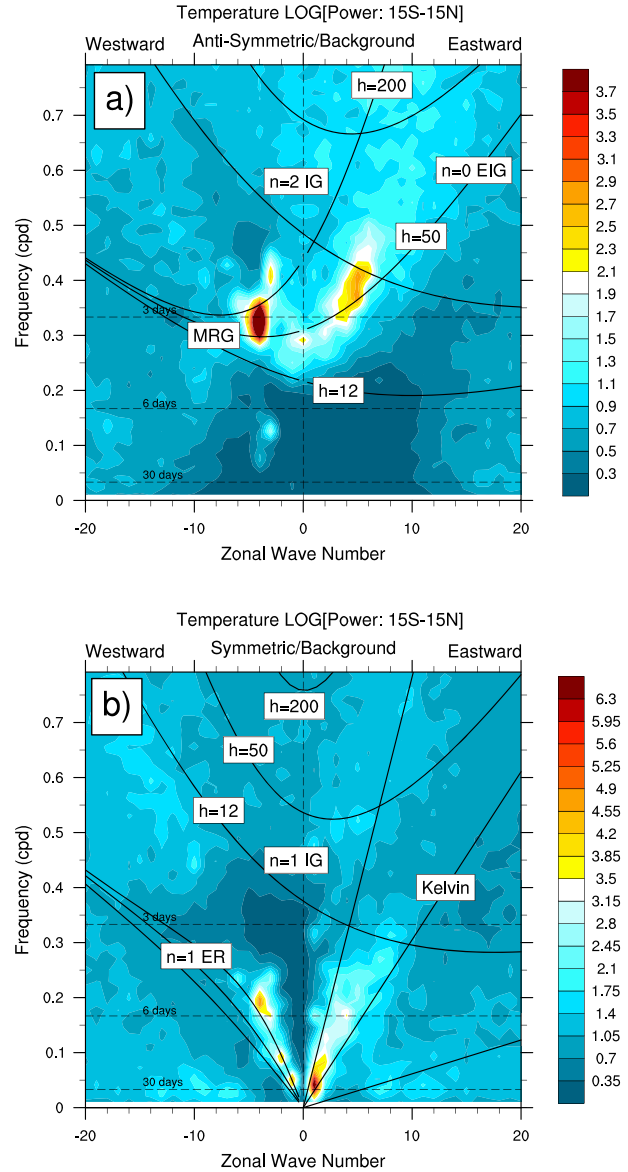 Temperature LOG[Power: 15S-15N]
Westward Anti-Symmetric/Background Eastward
a)
h=200
n=2 IG
n=0 EIG
h=50
MRG
h=12
3 days
6 days
30 days
0.7
0.6
0.5
0.4
0.3
0.2
0.1
0
Frequency (cpd)
-20 -10 0 10 20
Zonal Wave Number
3.7
3.5
3.3
3.1
2.9
2.7
2.5
2.3
2.1
1.9
1.7
1.5
1.3
1.1
0.9
0.7
0.5
0.3
Temperature LOG[Power: 15S-15N]
Westward Symmetric/Background Eastward
b)
h=200
h=50
h=12
n=1 IG
Kelvin
n=1 ER
3 days
6 days
30 days
0.7
0.6
0.5
0.4
0.3
0.2
0.1
0
Frequency (cpd)
-20 -10 0 10 20
Zonal Wave Number
6.3
5.95
5.6
5.25
4.9
4.55
4.2
3.85
3.5
3.15
2.8
2.45
2.1
1.75
1.4
1.05
0.7
0.35